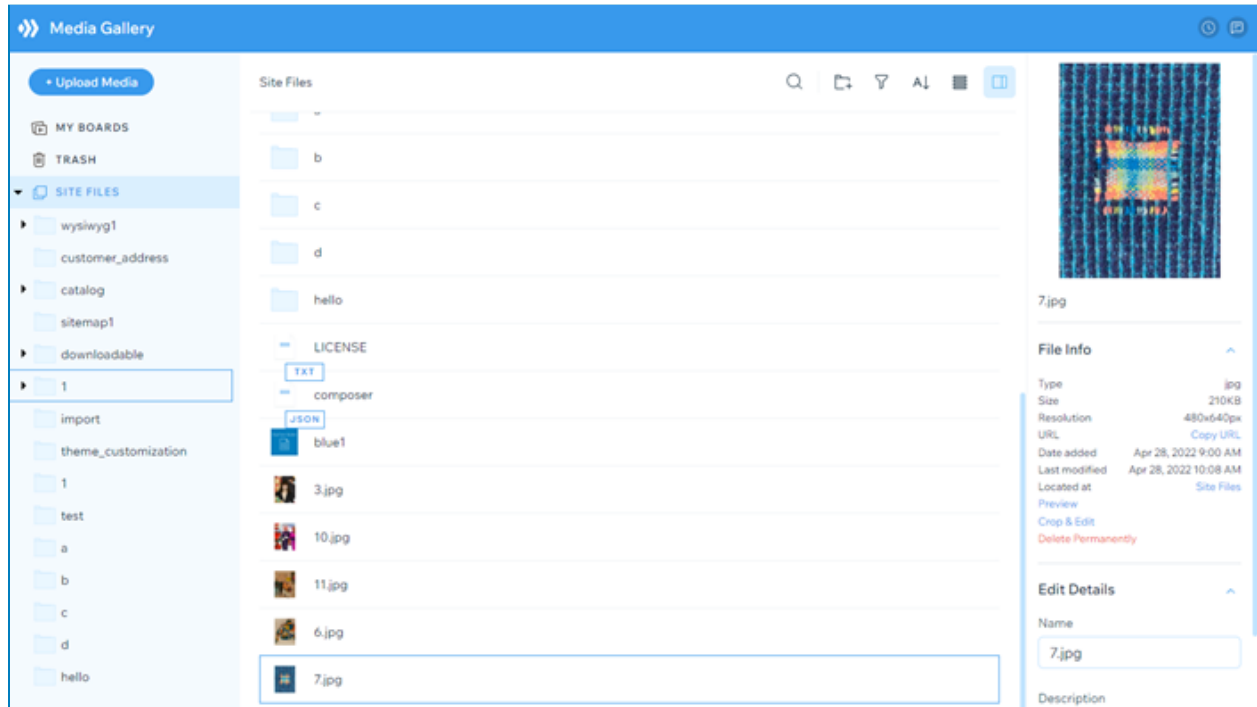 Media Gallery
+ Upload Media
MY BOARDS
TRASH
SITE FILES
wysiwyg1
customer_address
catalog
sitemap1
downloadable
1
import
theme_customization
1
test
a
b
c
d
hello
Site Files
b
c
d
hello
LICENSE
TXT
composer
JSON
blue1
3.jpg
10.jpg
11.jpg
6.jpg
7.jpg
7.jpg
File Info
Type jpg
Size 210KB
Resolution 480x640px
URL Copy URL
Date added Apr 28, 2022 9:00 AM
Last modified Apr 28, 2022 10:08 AM
Located at Site Files
Preview
Crop & Edit
Delete Permanently
Edit Details
Name
7.jpg
Description